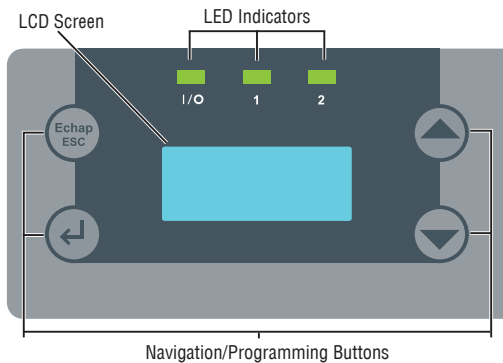 LCD Screen
LED Indicators
I/O 1 2
Echap
ESC
Navigation/Programming Buttons